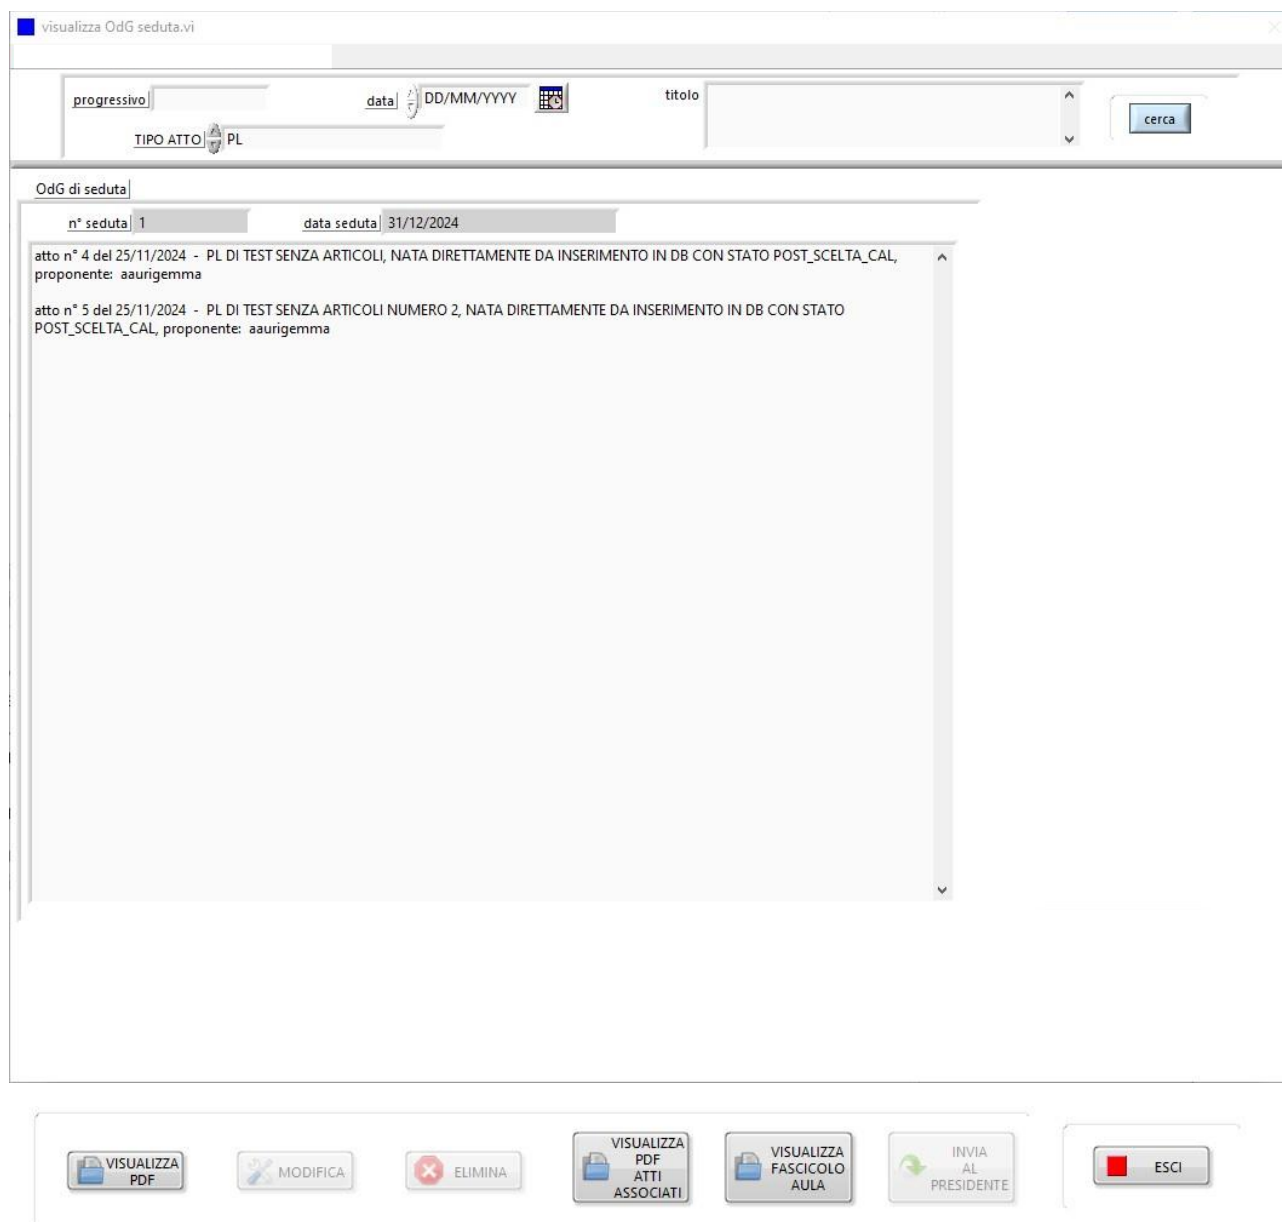 visualizza OdG seduta.vi
progressivo
data DD/MM/YYYY
titolo
cerca
TIPO ATTO PL
OdG di seduta
n° seduta 1
data seduta 31/12/2024
atto n° 4 del 25/11/2024 - PL DI TEST SENZA ARTICOLI, NATA DIRETTAMENTE DA INSERIMENTO IN DB CON STATO POST_SCELTA_CAL,
proponente: aaurigemma
atto n° 5 del 25/11/2024 - PL DI TEST SENZA ARTICOLI NUMERO 2, NATA DIRETTAMENTE DA INSERIMENTO IN DB CON STATO
POST_SCELTA_CAL, proponente: aaurigemma
VISUALIZZA
PDF
MODIFICA
ELIMINA
VISUALIZZA
PDF
ATTI
ASSOCIATI
VISUALIZZA
FASCICOLO
AULA
INVIA
AL
PRESIDENTE
ESCI